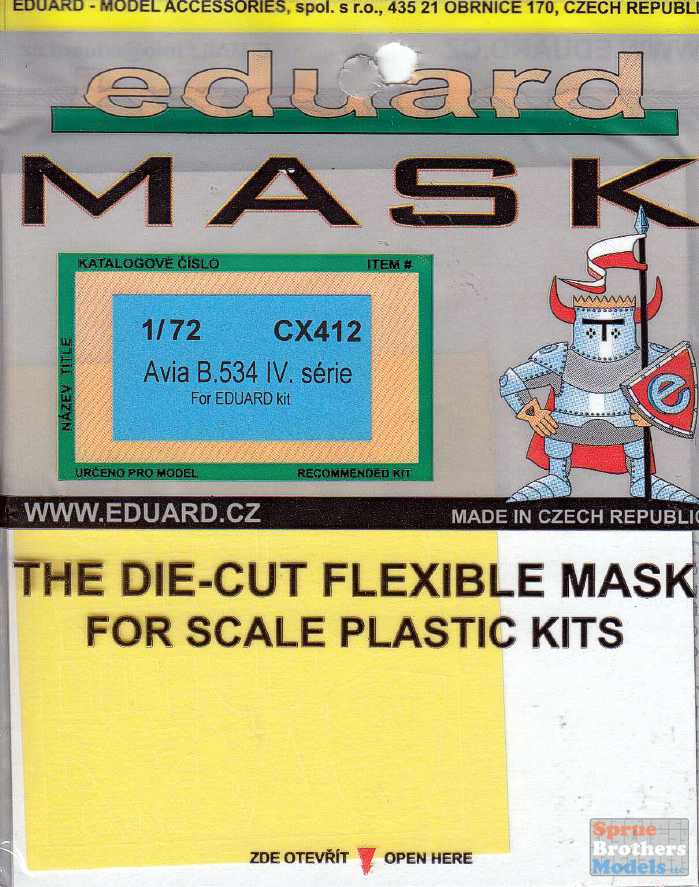 EDUARD - MODEL ACCESSORIES, spol. s r.o., 435 21 OBRNICE 170, CZECH REPUBLI
eduard
MASK
KATALOGOVÉ ČÍSLO ITEM #
NÁZEV TITLE
1/72 CX412
Avia B.534 IV. série
For EDUARD kit
URČENO PRO MODEL RECOMMENDED KIT
e
WWW.EDUARD.CZ MADE IN CZECH REPUBLIC
THE DIE-CUT FLEXIBLE MASK
FOR SCALE PLASTIC KITS
ZDE OTEVŘÍT OPEN HERE
Sprue
Brothers
Models LLC